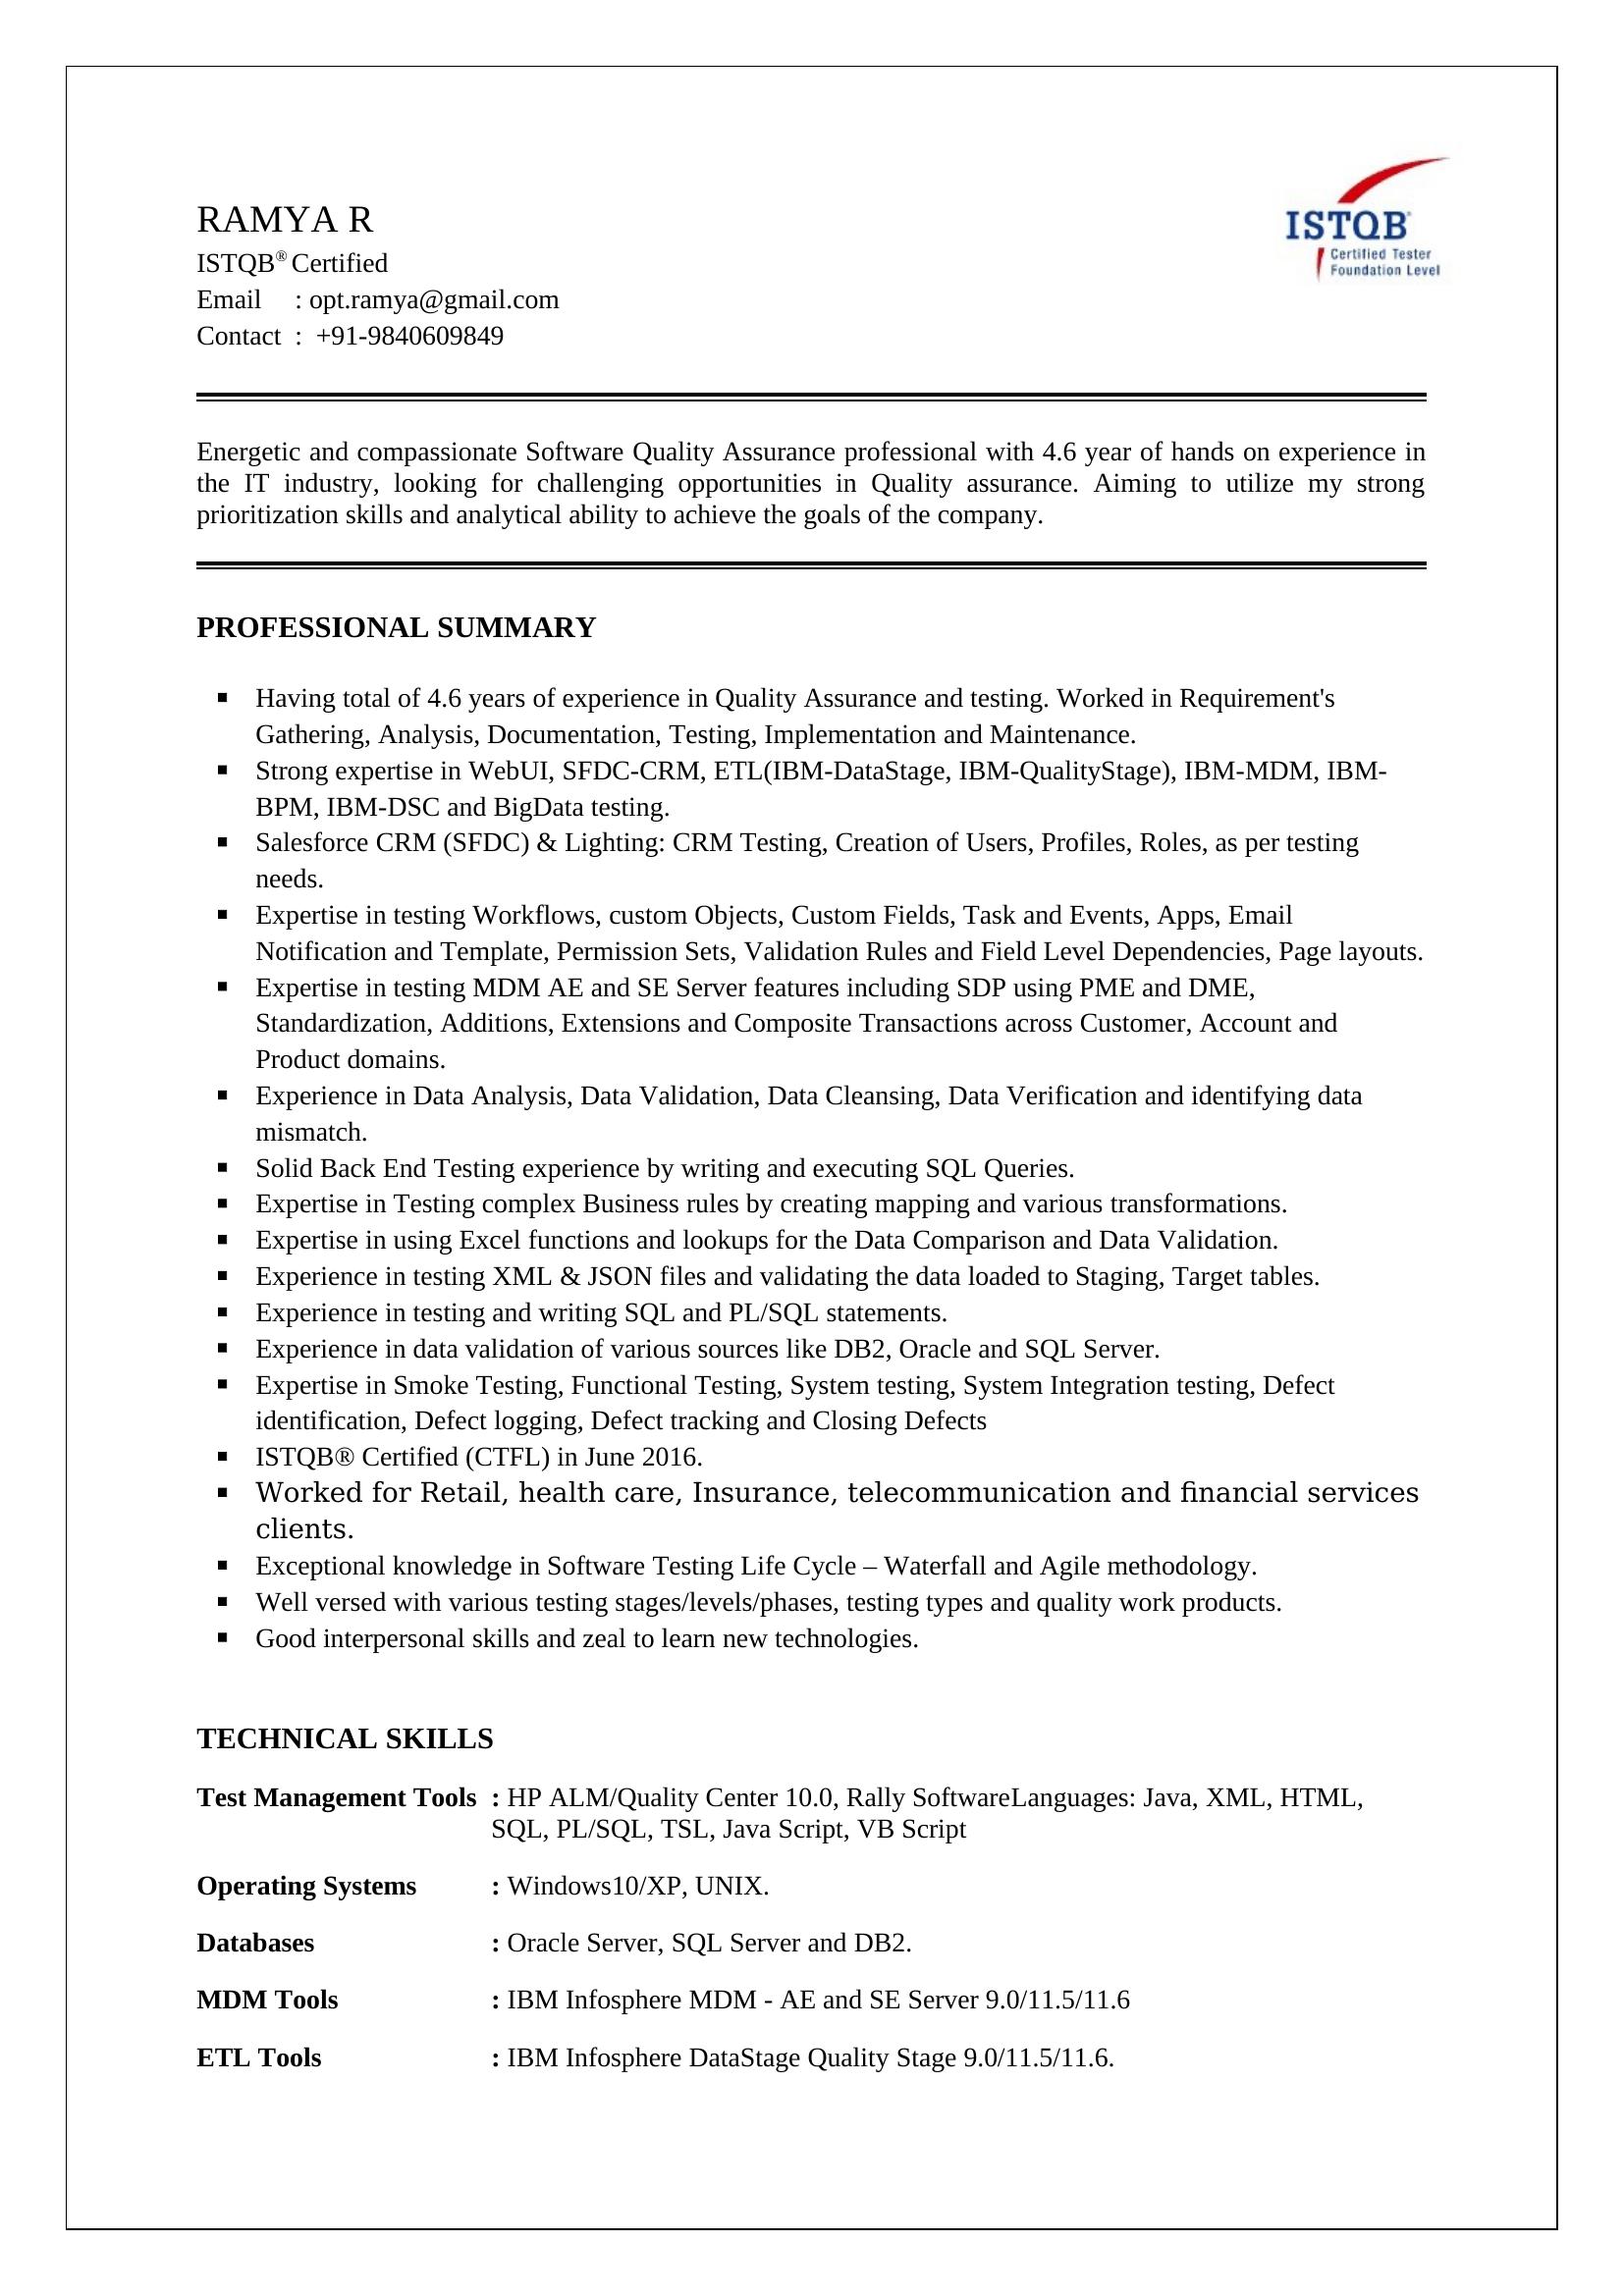 ISTQB
Certified Tester
Foundation Level
RAMYA R
ISTQB® Certified
Email : opt.ramya@gmail.com
Contact : +91-9840609849
Energetic and compassionate Software Quality Assurance professional with 4.6 year of hands on experience in
the IT industry, looking for challenging opportunities in Quality assurance. Aiming to utilize my strong
prioritization skills and analytical ability to achieve the goals of the company.
PROFESSIONAL SUMMARY
▪ Having total of 4.6 years of experience in Quality Assurance and testing. Worked in Requirement's
Gathering, Analysis, Documentation, Testing, Implementation and Maintenance.
▪ Strong expertise in WebUI, SFDC-CRM, ETL(IBM-DataStage, IBM-QualityStage), IBM-MDM, IBM-
BPM, IBM-DSC and BigData testing.
▪ Salesforce CRM (SFDC) & Lighting: CRM Testing, Creation of Users, Profiles, Roles, as per testing
needs.
▪ Expertise in testing Workflows, custom Objects, Custom Fields, Task and Events, Apps, Email
Notification and Template, Permission Sets, Validation Rules and Field Level Dependencies, Page layouts.
▪ Expertise in testing MDM AE and SE Server features including SDP using PME and DME,
Standardization, Additions, Extensions and Composite Transactions across Customer, Account and
Product domains.
▪ Experience in Data Analysis, Data Validation, Data Cleansing, Data Verification and identifying data
mismatch.
▪ Solid Back End Testing experience by writing and executing SQL Queries.
▪ Expertise in Testing complex Business rules by creating mapping and various transformations.
▪ Expertise in using Excel functions and lookups for the Data Comparison and Data Validation.
▪ Experience in testing XML & JSON files and validating the data loaded to Staging, Target tables.
▪ Experience in testing and writing SQL and PL/SQL statements.
▪ Experience in data validation of various sources like DB2, Oracle and SQL Server.
▪ Expertise in Smoke Testing, Functional Testing, System testing, System Integration testing, Defect
identification, Defect logging, Defect tracking and Closing Defects
▪ ISTQB® Certified (CTFL) in June 2016.
▪ Worked for Retail, health care, Insurance, telecommunication and financial services
clients.
▪ Exceptional knowledge in Software Testing Life Cycle – Waterfall and Agile methodology.
▪ Well versed with various testing stages/levels/phases, testing types and quality work products.
▪ Good interpersonal skills and zeal to learn new technologies.
TECHNICAL SKILLS
Test Management Tools : HP ALM/Quality Center 10.0, Rally SoftwareLanguages: Java, XML, HTML,
SQL, PL/SQL, TSL, Java Script, VB Script
Operating Systems : Windows10/XP, UNIX.
Databases : Oracle Server, SQL Server and DB2.
MDM Tools : IBM Infosphere MDM - AE and SE Server 9.0/11.5/11.6
ETL Tools : IBM Infosphere DataStage Quality Stage 9.0/11.5/11.6.